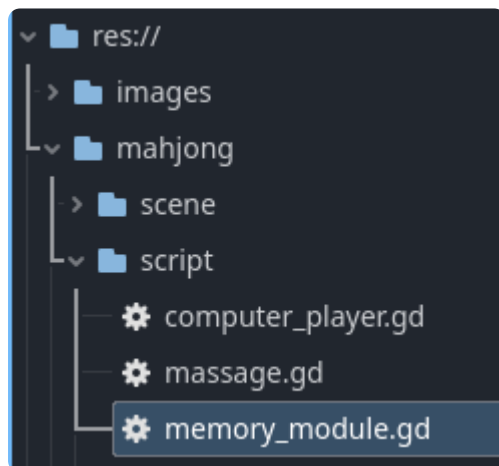 res://
images
mahjong
scene
script
computer_player.gd
massage.gd
memory_module.gd